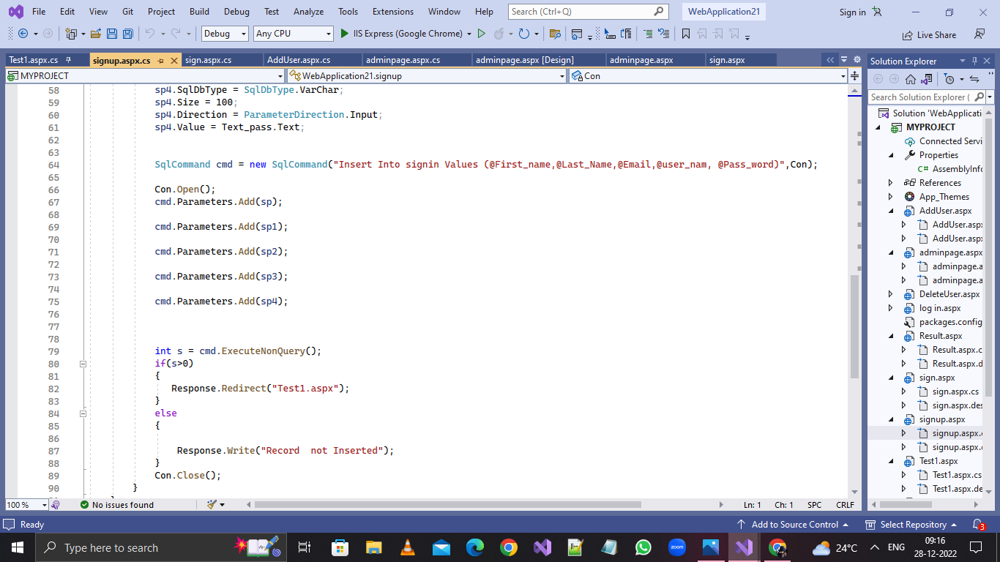 File Edit View Git Project Build Debug Test Analyze Tools Extensions Window Help Search (Ctrl+Q) WebApplication21 Sign in
Debug Any CPU IIS Express (Google Chrome) Live Share
Test1.aspx.cs signup.aspx.cs sign.aspx.cs AddUser.aspx.cs adminpage.aspx.cs adminpage.aspx [Design] adminpage.aspx sign.aspx
MYPROJECT WebApplication21.signup Con
58 sp4.SqlDbType = SqlDbType.VarChar;
59 sp4.Size = 100;
60 sp4.Direction = ParameterDirection.Input;
61 sp4.Value = Text_pass.Text;
62
63
64 SqlCommand cmd = new SqlCommand("Insert Into signin Values (@First_name,@Last_Name,@Email,@user_nam, @Pass_word)",Con);
65
66 Con.Open();
67 cmd.Parameters.Add(sp);
68
69 cmd.Parameters.Add(sp1);
70
71 cmd.Parameters.Add(sp2);
72
73 cmd.Parameters.Add(sp3);
74
75 cmd.Parameters.Add(sp4);
76
77
78
79 int s = cmd.ExecuteNonQuery();
80 if(s>0)
81 {
82 Response.Redirect("Test1.aspx");
83 }
84 else
85 {
86
87 Response.Write("Record  not Inserted");
88 }
89 Con.Close();
90 }
100 % No issues found Ln: 1 Ch: 1 SPC CRLF
Solution Explorer
Search Solution Explorer (
Solution 'WebApplicati
MYPROJECT
Connected Servi
Properties
C# AssemblyInfo
References
App_Themes
AddUser.aspx
AddUser.aspx
AddUser.aspx
adminpage.aspx
adminpage.a
adminpage.a
DeleteUser.aspx
log in.aspx
packages.config
Result.aspx
Result.aspx.c
Result.aspx.d
sign.aspx
sign.aspx.cs
sign.aspx.des
signup.aspx
signup.aspx.
signup.aspx.
Test1.aspx
Test1.aspx.cs
Test1.aspx.de
Ready Add to Source Control Select Repository 3
Type here to search zoom 24°C ENG 09:16
28-12-2022